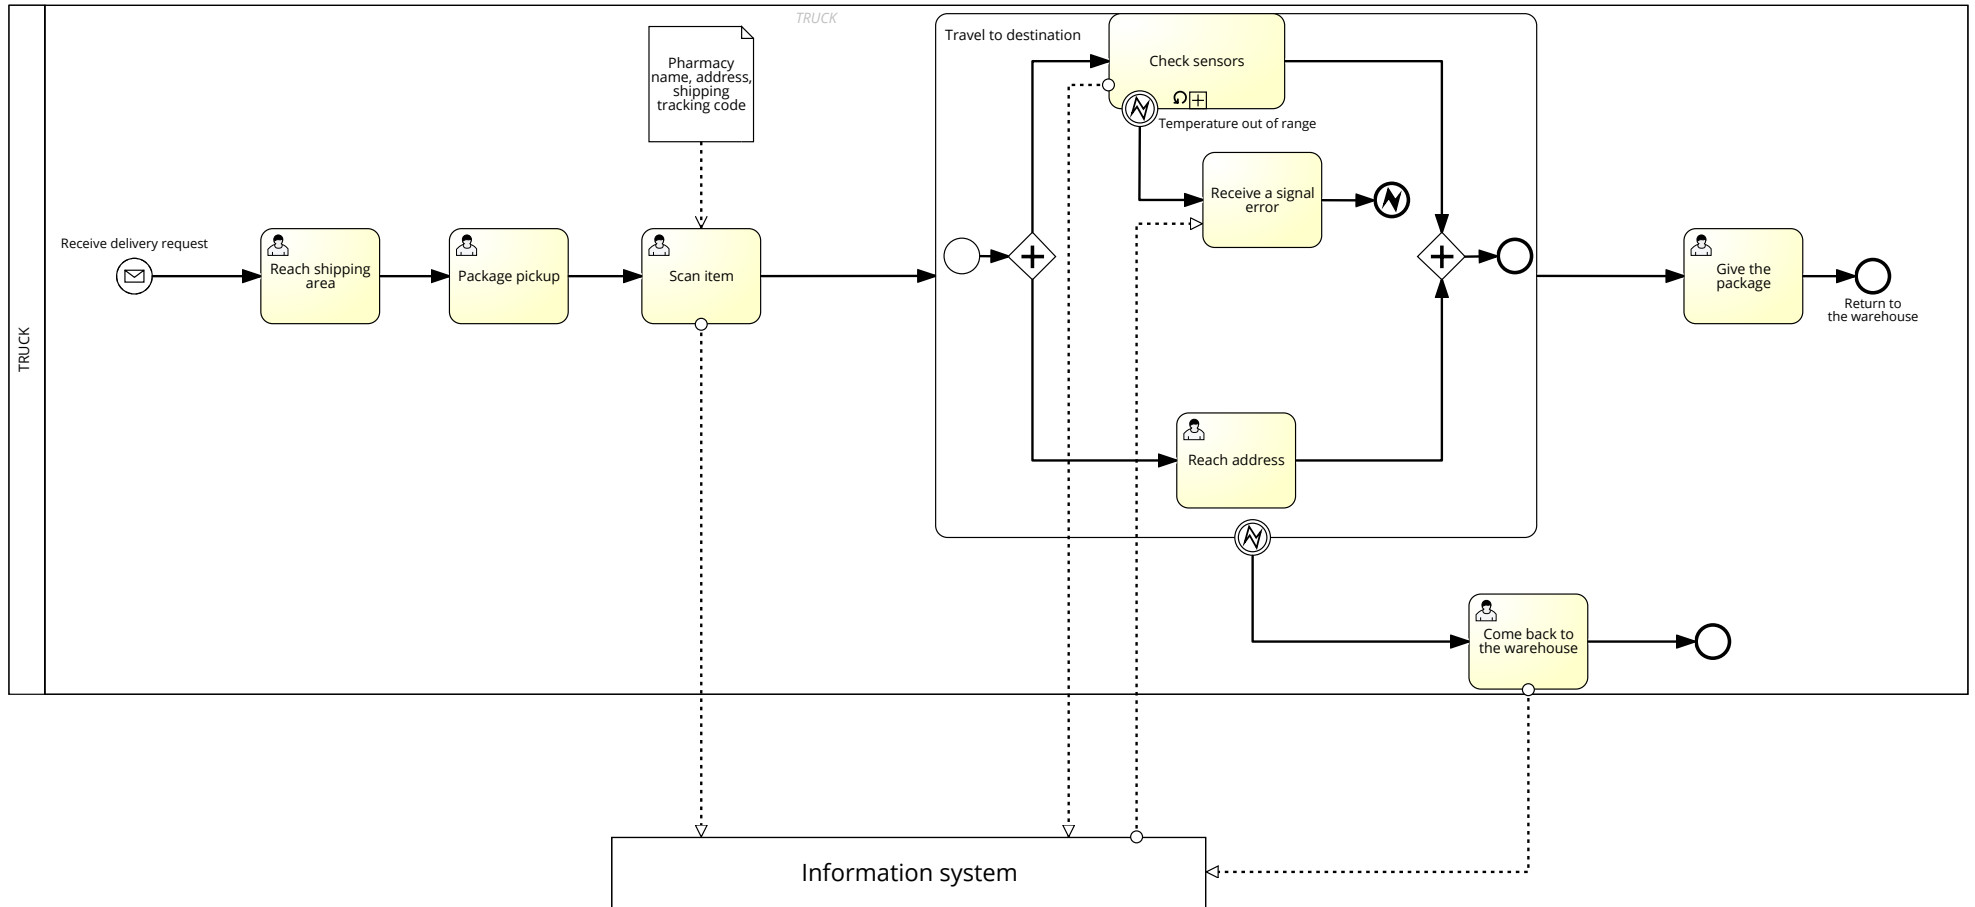 TRUCK
TRUCK
Travel to destination
Pharmacy
name, address,
shipping
tracking code
Check sensors
Temperature out of range
Receive a signal
error
Receive delivery request
Reach shipping
area
Package pickup
Scan item
Give the
package
Return to
the warehouse
Reach address
Come back to
the warehouse
Information system